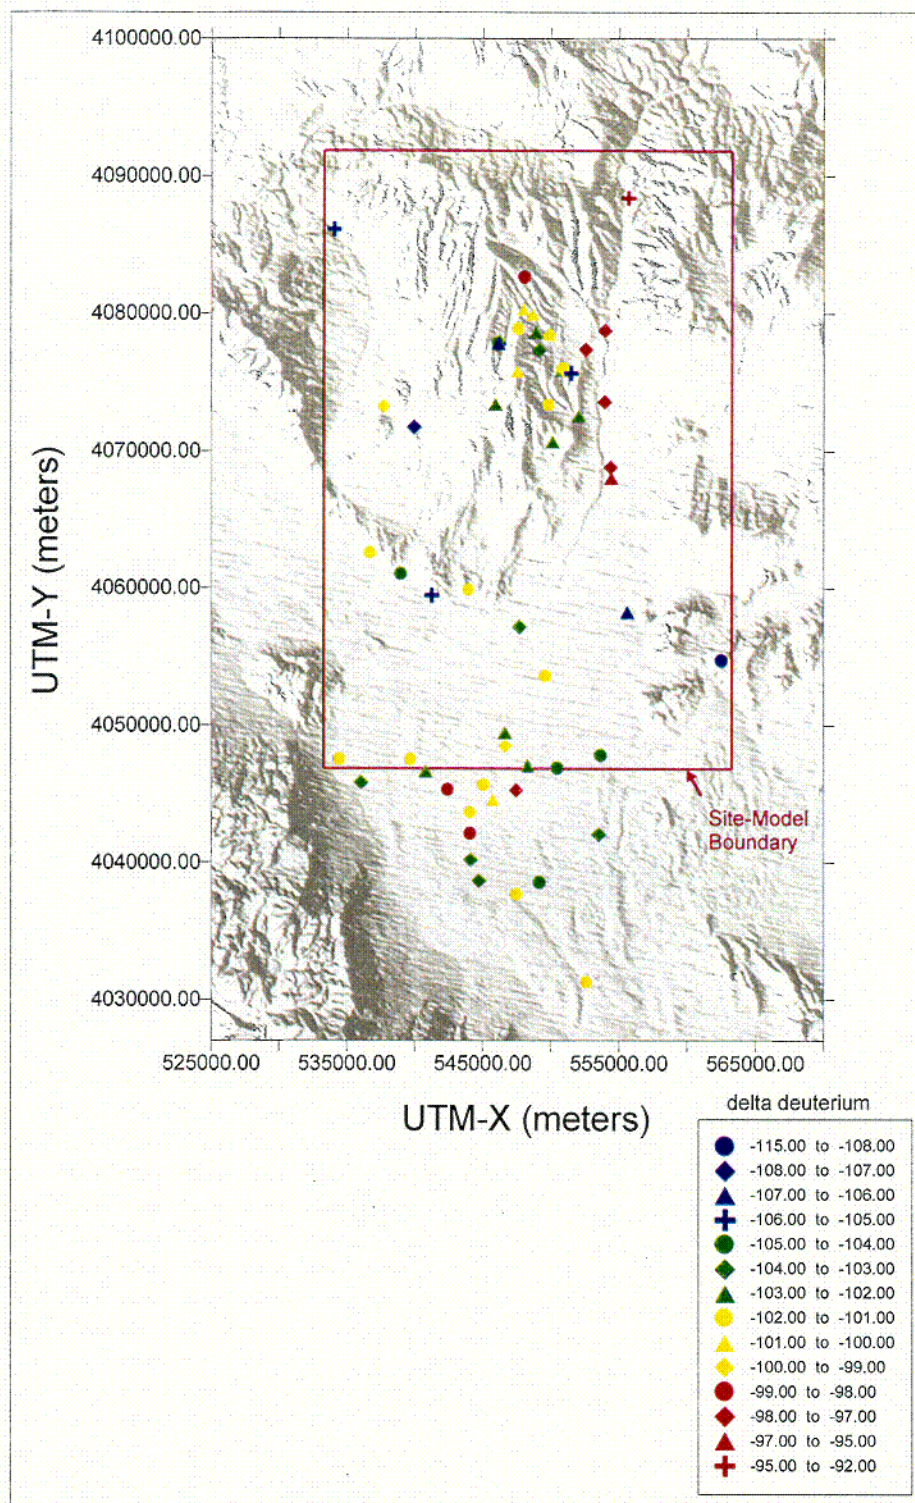 4100000.00
4090000.00
4080000.00
4070000.00
4060000.00
4050000.00
4040000.00
4030000.00
UTM-Y (meters)
Site-Model
Boundary
525000.00 535000.00 545000.00 555000.00 565000.00
UTM-X (meters)
delta deuterium
-115.00 to -108.00
-108.00 to -107.00
-107.00 to -106.00
-106.00 to -105.00
-105.00 to -104.00
-104.00 to -103.00
-103.00 to -102.00
-102.00 to -101.00
-101.00 to -100.00
-100.00 to -99.00
-99.00 to -98.00
-98.00 to -97.00
-97.00 to -95.00
-95.00 to -92.00